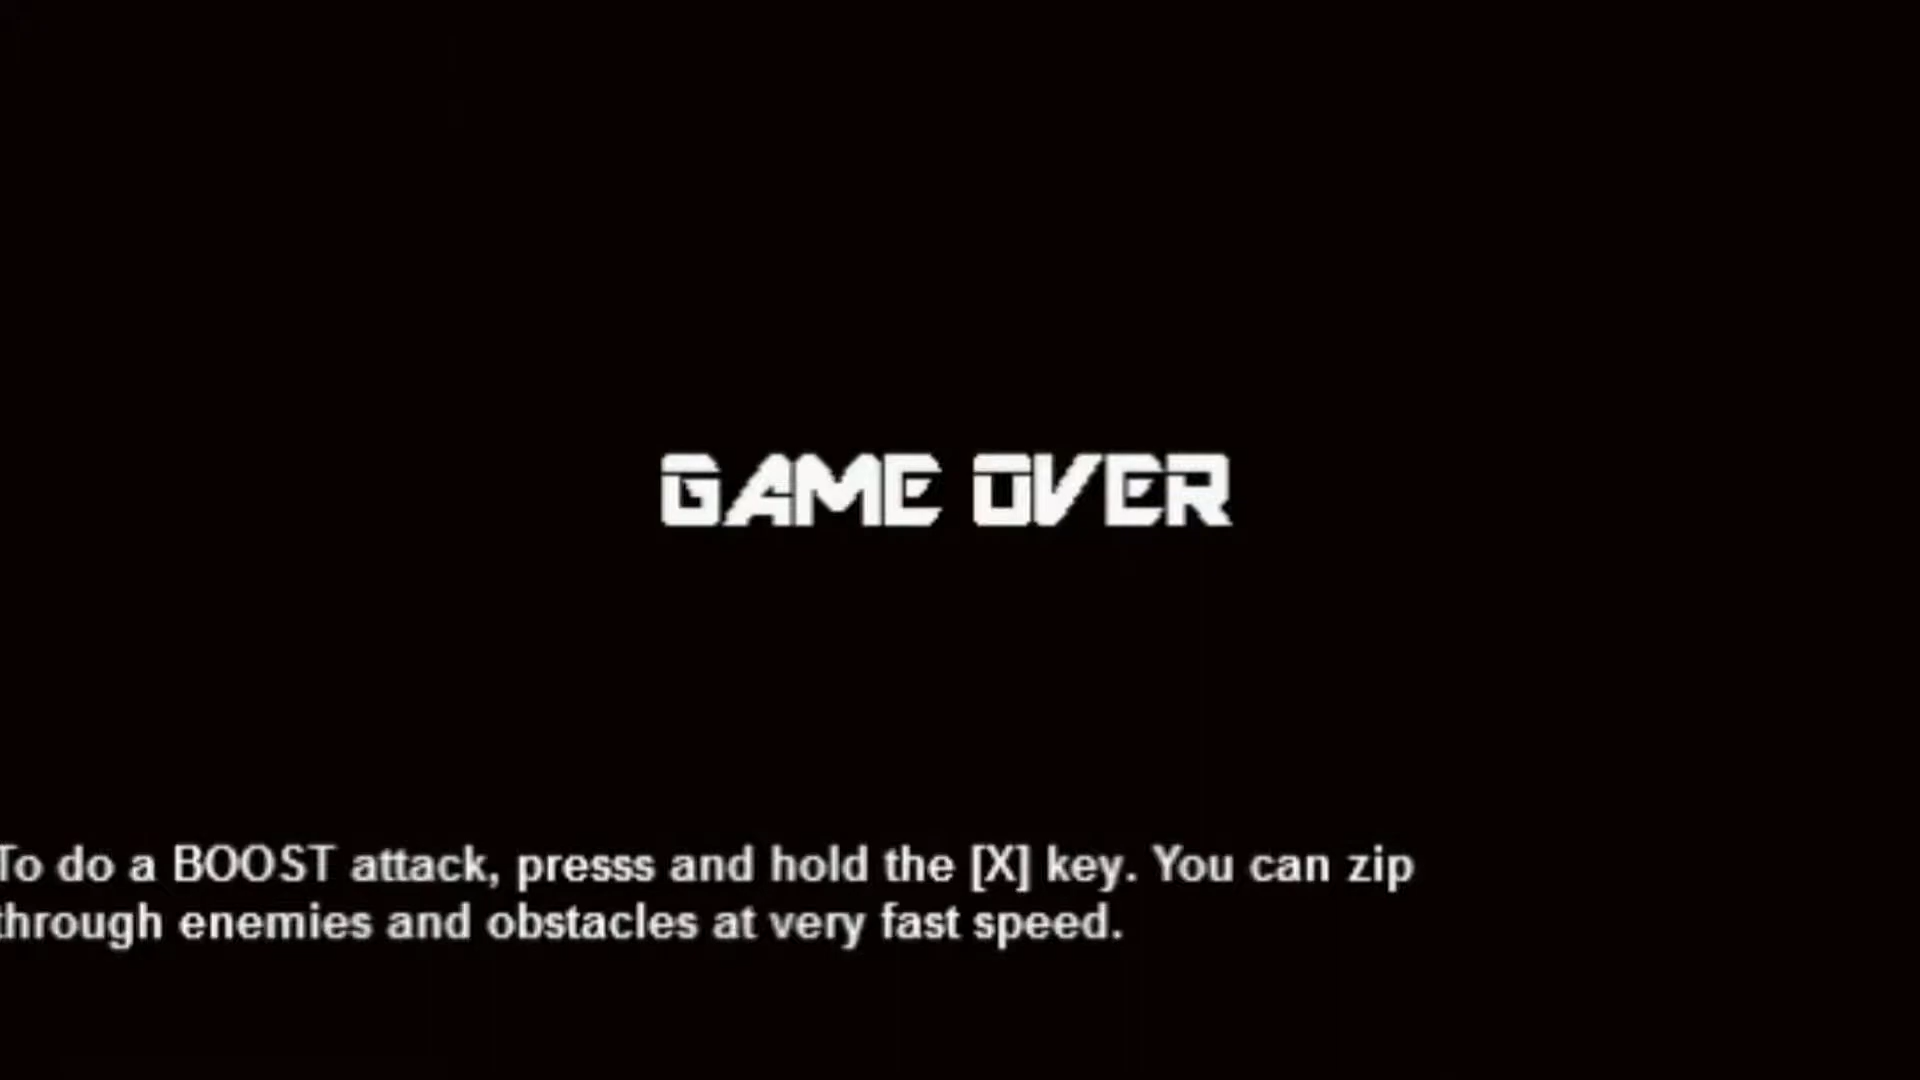 GAME OVER
To do a BOOST attack, presss and hold the [X] key. You can zip
through enemies and obstacles at very fast speed.